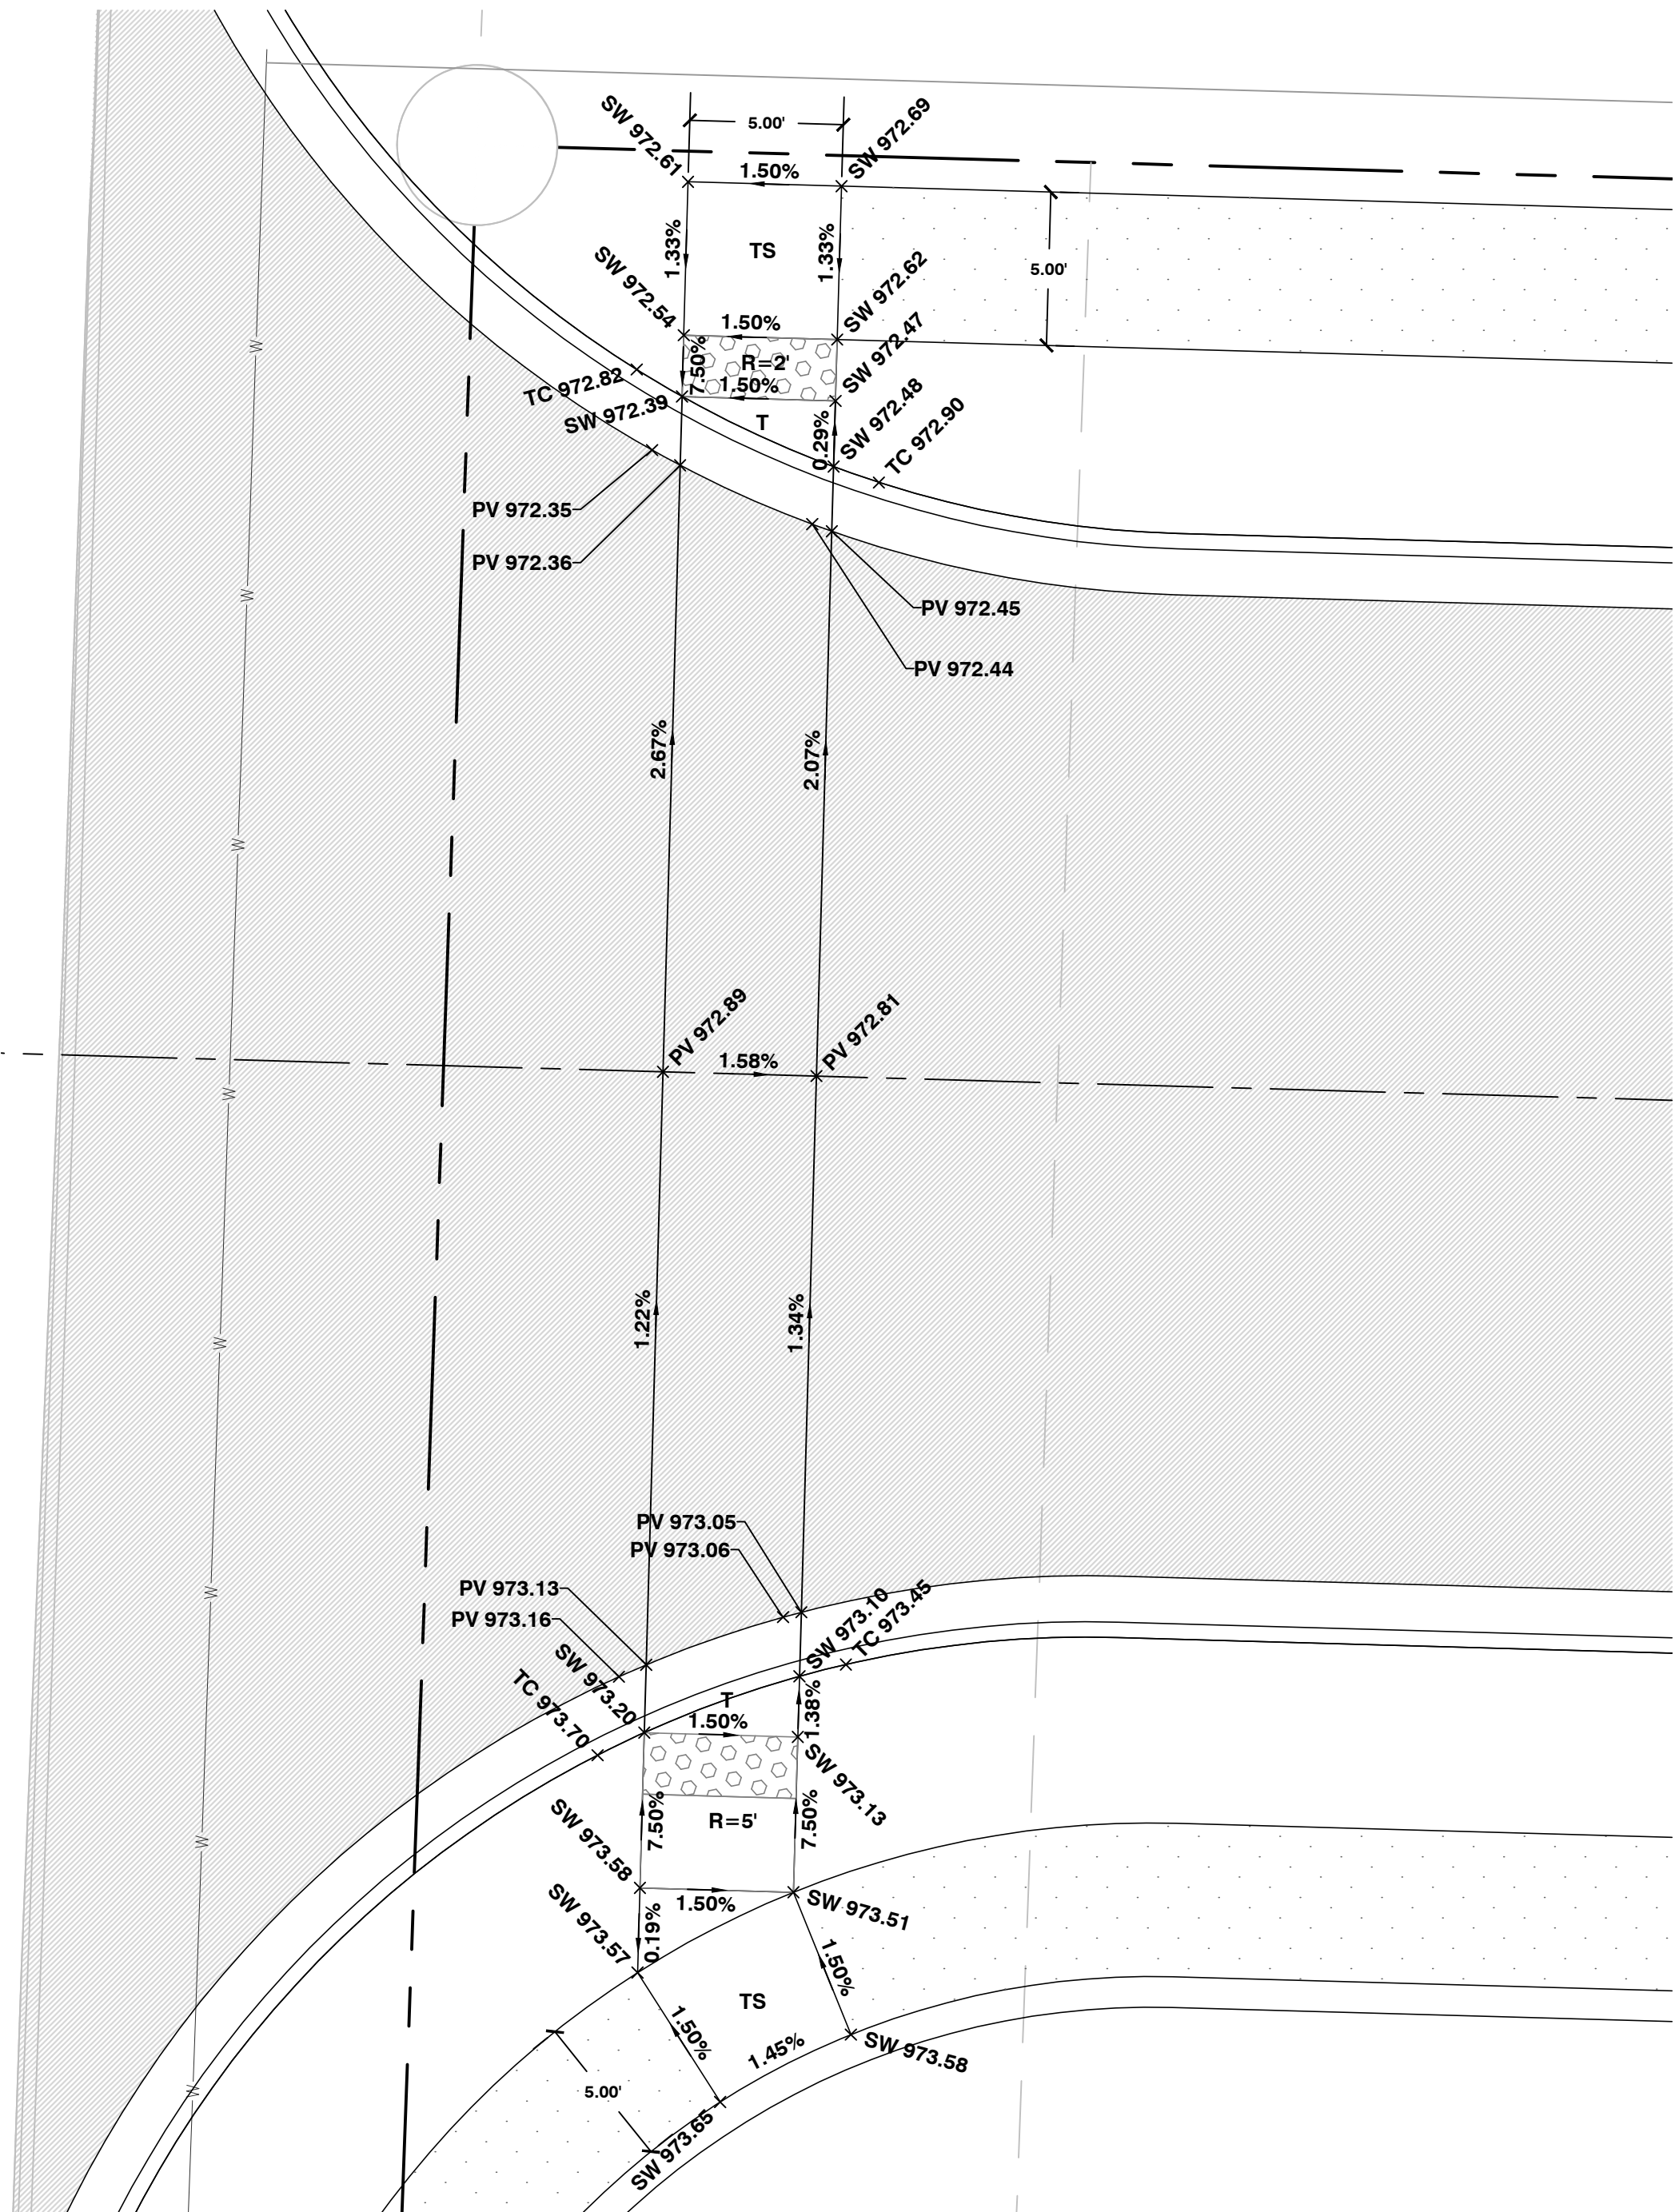 SW 972.61
5.00'
SW 972.69
1.50%
1.33%
TS
1.33%
5.00'
SW 972.54
SW 972.62
1.50%
SW 972.47
7.50%
R=2'
TC 972.82
1.50%
SW 972.39
T
0.29%
SW 972.48
TC 972.90
PV 972.35
PV 972.36
PV 972.45
PV 972.44
W
W
2.67%
2.07%
W
PV 972.89
1.58%
PV 972.81
W
1.22%
1.34%
W
PV 973.05
PV 973.06
PV 973.13
W
PV 973.16
SW 973.10
TC 973.45
SW 973.20
TC 973.70
T
1.50%
1.38%
SW 973.13
W
SW 973.58
7.50%
R=5'
7.50%
1.50%
SW 973.51
SW 973.57
0.19%
1.50%
TS
1.50%
1.45%
SW 973.58
5.00'
W
SW 973.65